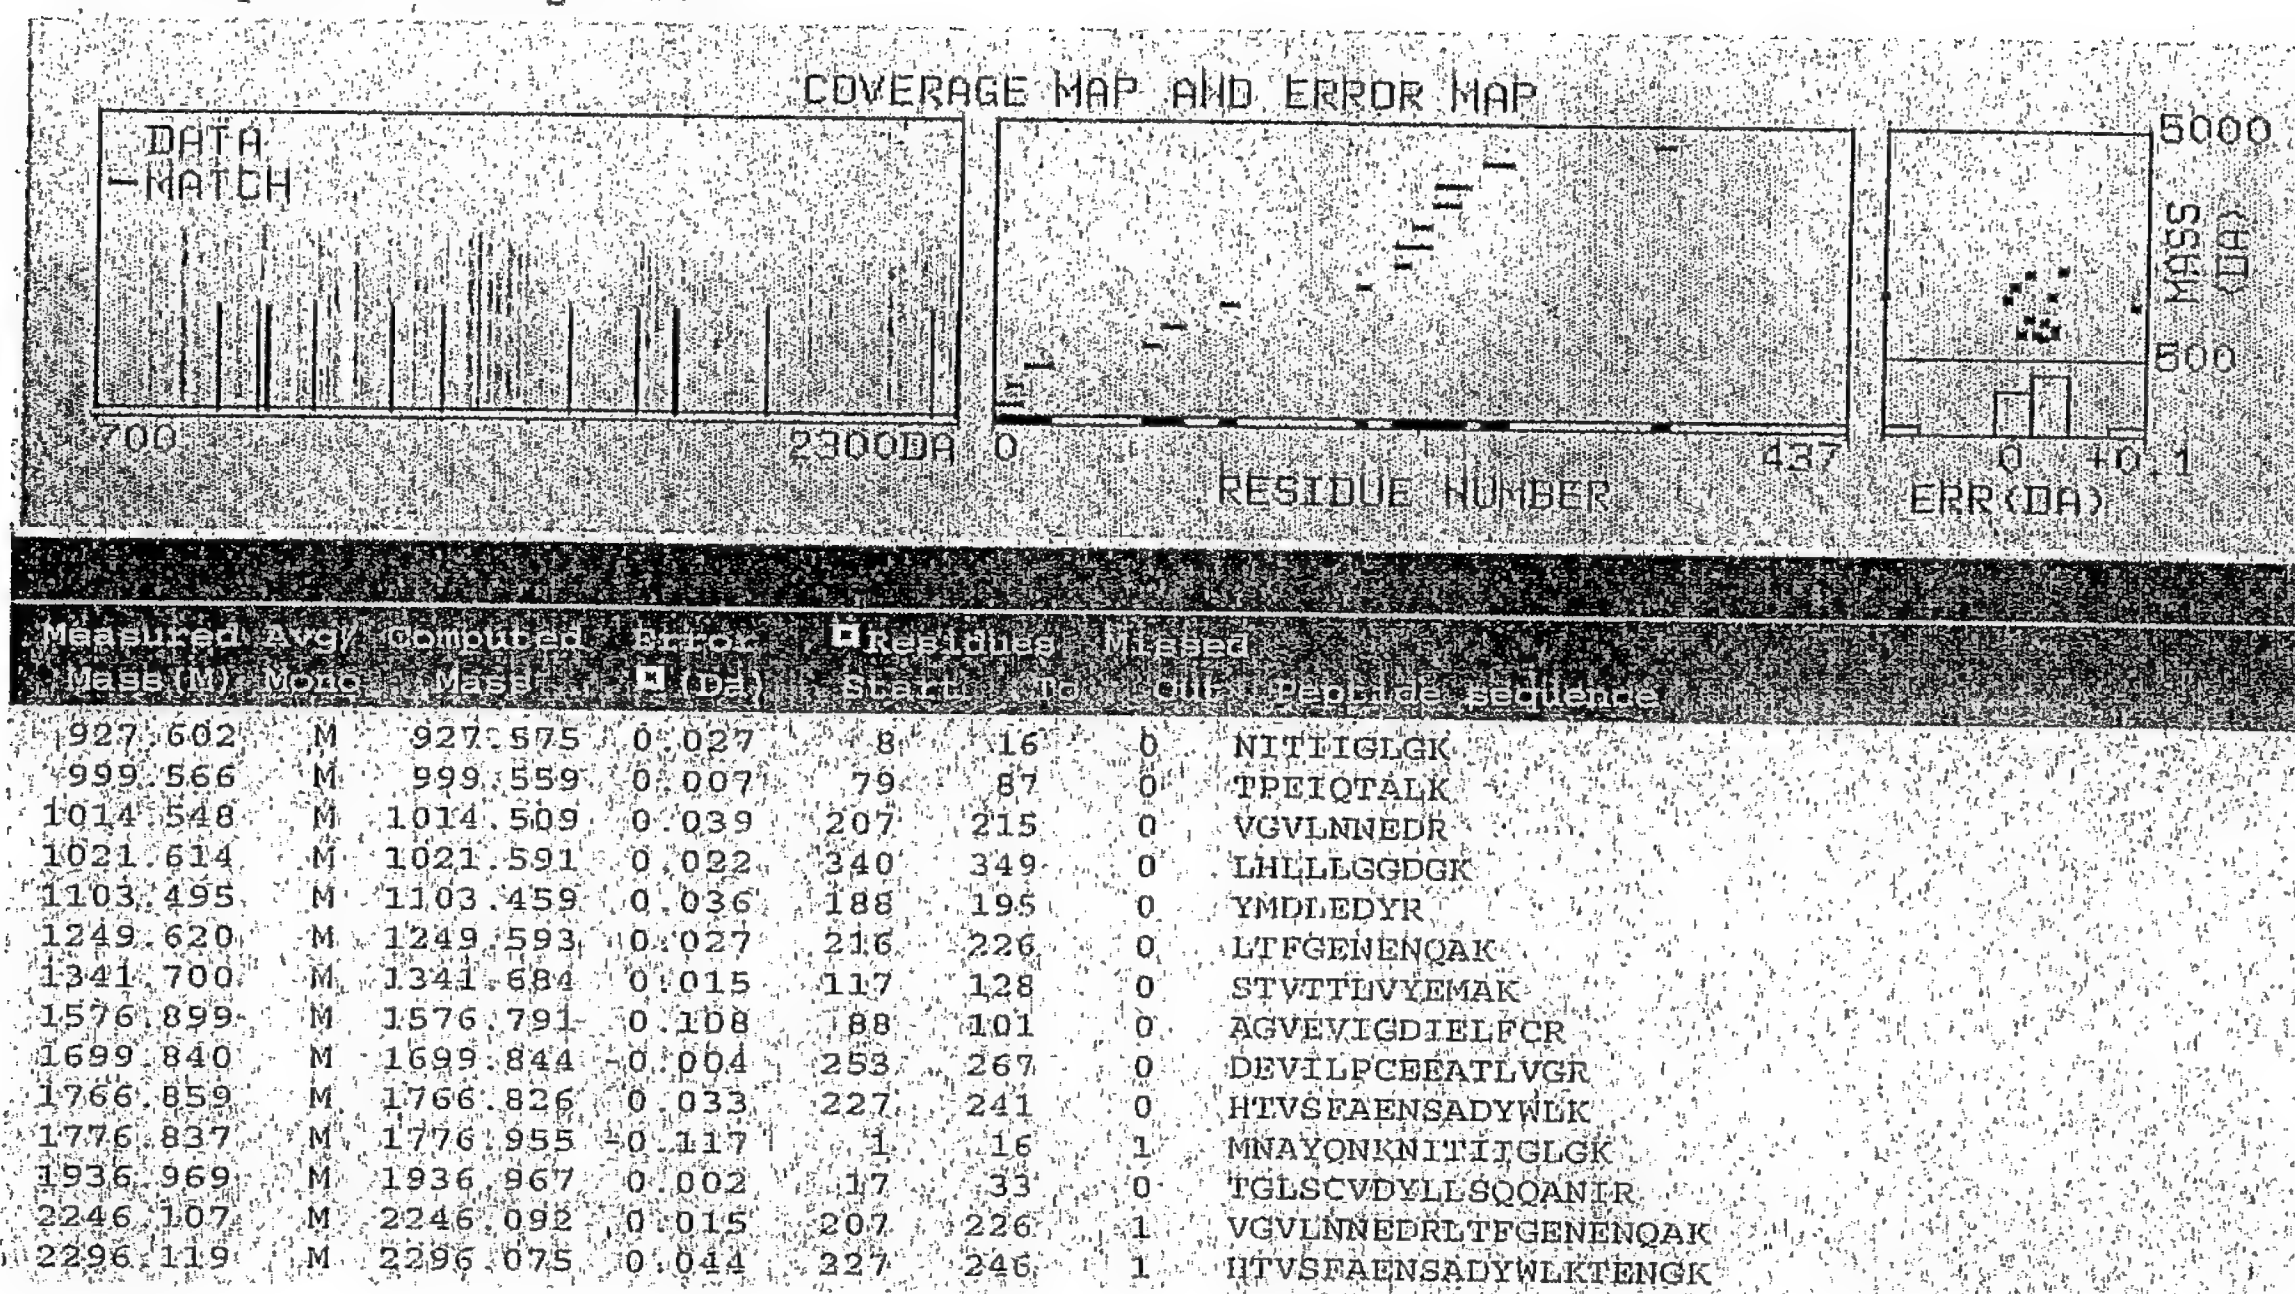 COVERAGE MAP AND ERROR MAP
DATA
MATCH
5000
MASS (DA)
500
700
2300DA
0
437
0
+0.1
RESIDUE NUMBER
ERR(DA)
Measured Avg/ Computed Error Residues Missed
Mass(M) Mono Mass (Da) Start To Cut Peptide sequence
927.602 M 927.575 0.027 8 16 0 NITIIGLGK
999.566 M 999.559 0.007 79 87 0 TPEIQTALK
1014.548 M 1014.509 0.039 207 215 0 VGVLNNEDR
1021.614 M 1021.591 0.022 340 349 0 LHLLLGGDGK
1103.495 M 1103.459 0.036 188 195 0 YMDLEDYR
1249.620 M 1249.593 0.027 216 226 0 LTFGENENQAK
1341.700 M 1341.684 0.015 117 128 0 STVTTLVYEMAK
1576.899 M 1576.791 0.108 88 101 0 AGVEVIGDIELFCR
1699.840 M 1699.844 -0.004 253 267 0 DEVILPCEEATLVGR
1766.859 M 1766.826 0.033 227 241 0 HTVSFAENSADYWLK
1776.837 M 1776.955 -0.117 1 16 1 MNAYQNKNITIIGLGK
1936.969 M 1936.967 0.002 17 33 0 TGLSCVDYLLSQQANIR
2246.107 M 2246.092 0.015 207 226 1 VGVLNNEDRLTFGENENQAK
2296.119 M 2296.075 0.044 227 246 1 HTVSFAENSADYWLKTENGK